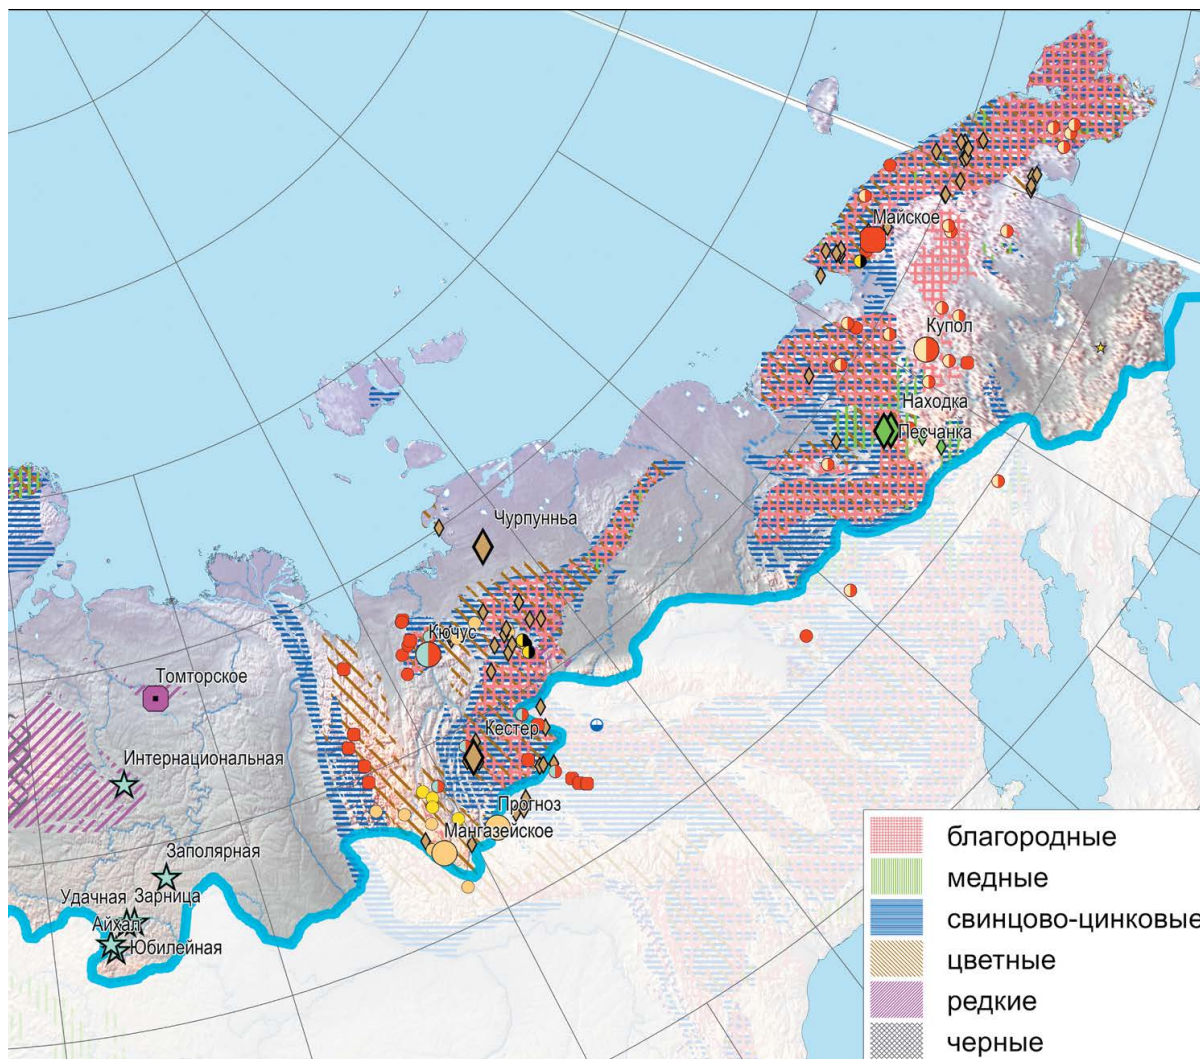 Майское
Купол
Находка
Песчанка
Чурпуннья
Кючус
Томторское
Кестер
Интернациональная
Прогноз
Мангазейское
Заполярная
Удачная
Зарница
Айхал
Юбилейная
благородные
медные
свинцово-цинковые
цветные
редкие
черные